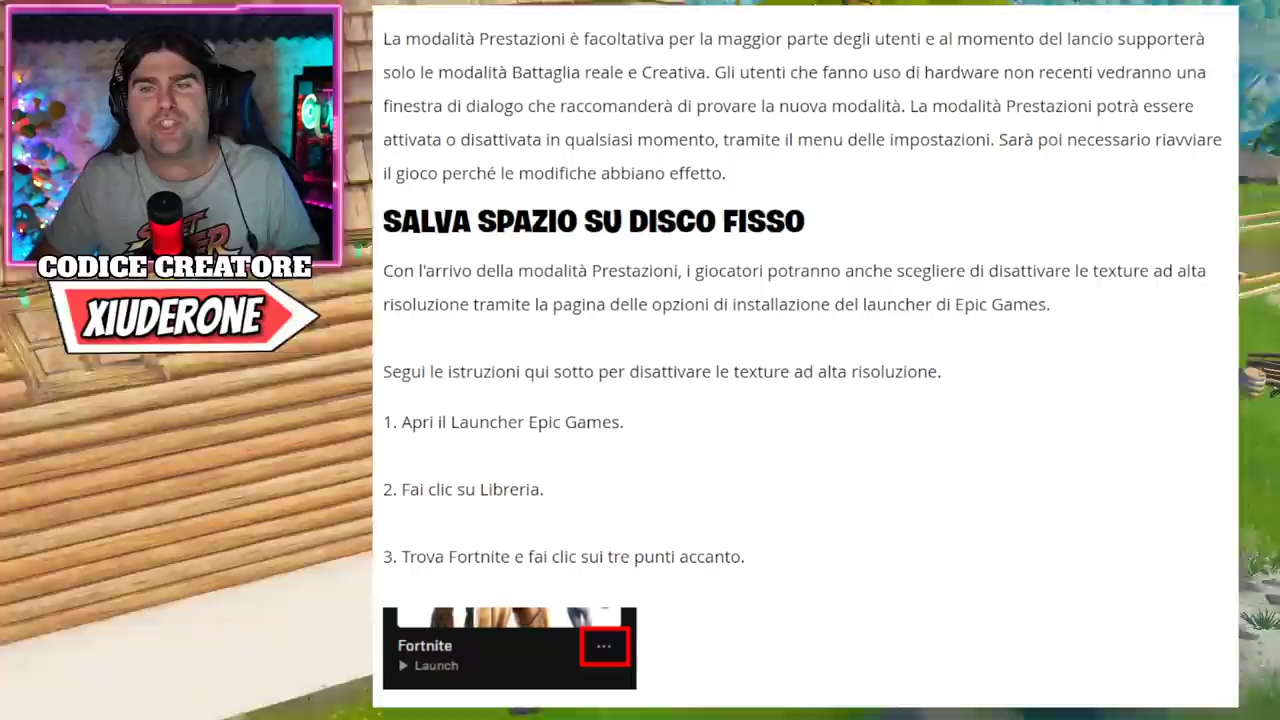 La modalità Prestazioni è facoltativa per la maggior parte degli utenti e al momento del lancio supporterà
solo le modalità Battaglia reale e Creativa. Gli utenti che fanno uso di hardware non recenti vedranno una
finestra di dialogo che raccomanderà di provare la nuova modalità. La modalità Prestazioni potrà essere
attivata o disattivata in qualsiasi momento, tramite il menu delle impostazioni. Sarà poi necessario riavviare
il gioco perché le modifiche abbiano effetto.
SALVA SPAZIO SU DISCO FISSO
Con l'arrivo della modalità Prestazioni, i giocatori potranno anche scegliere di disattivare le texture ad alta
risoluzione tramite la pagina delle opzioni di installazione del launcher di Epic Games.
Segui le istruzioni qui sotto per disattivare le texture ad alta risoluzione.
1. Apri il Launcher Epic Games.
2. Fai clic su Libreria.
3. Trova Fortnite e fai clic sui tre punti accanto.
Fortnite
Launch
CODICE CREATORE
XIUDERONE